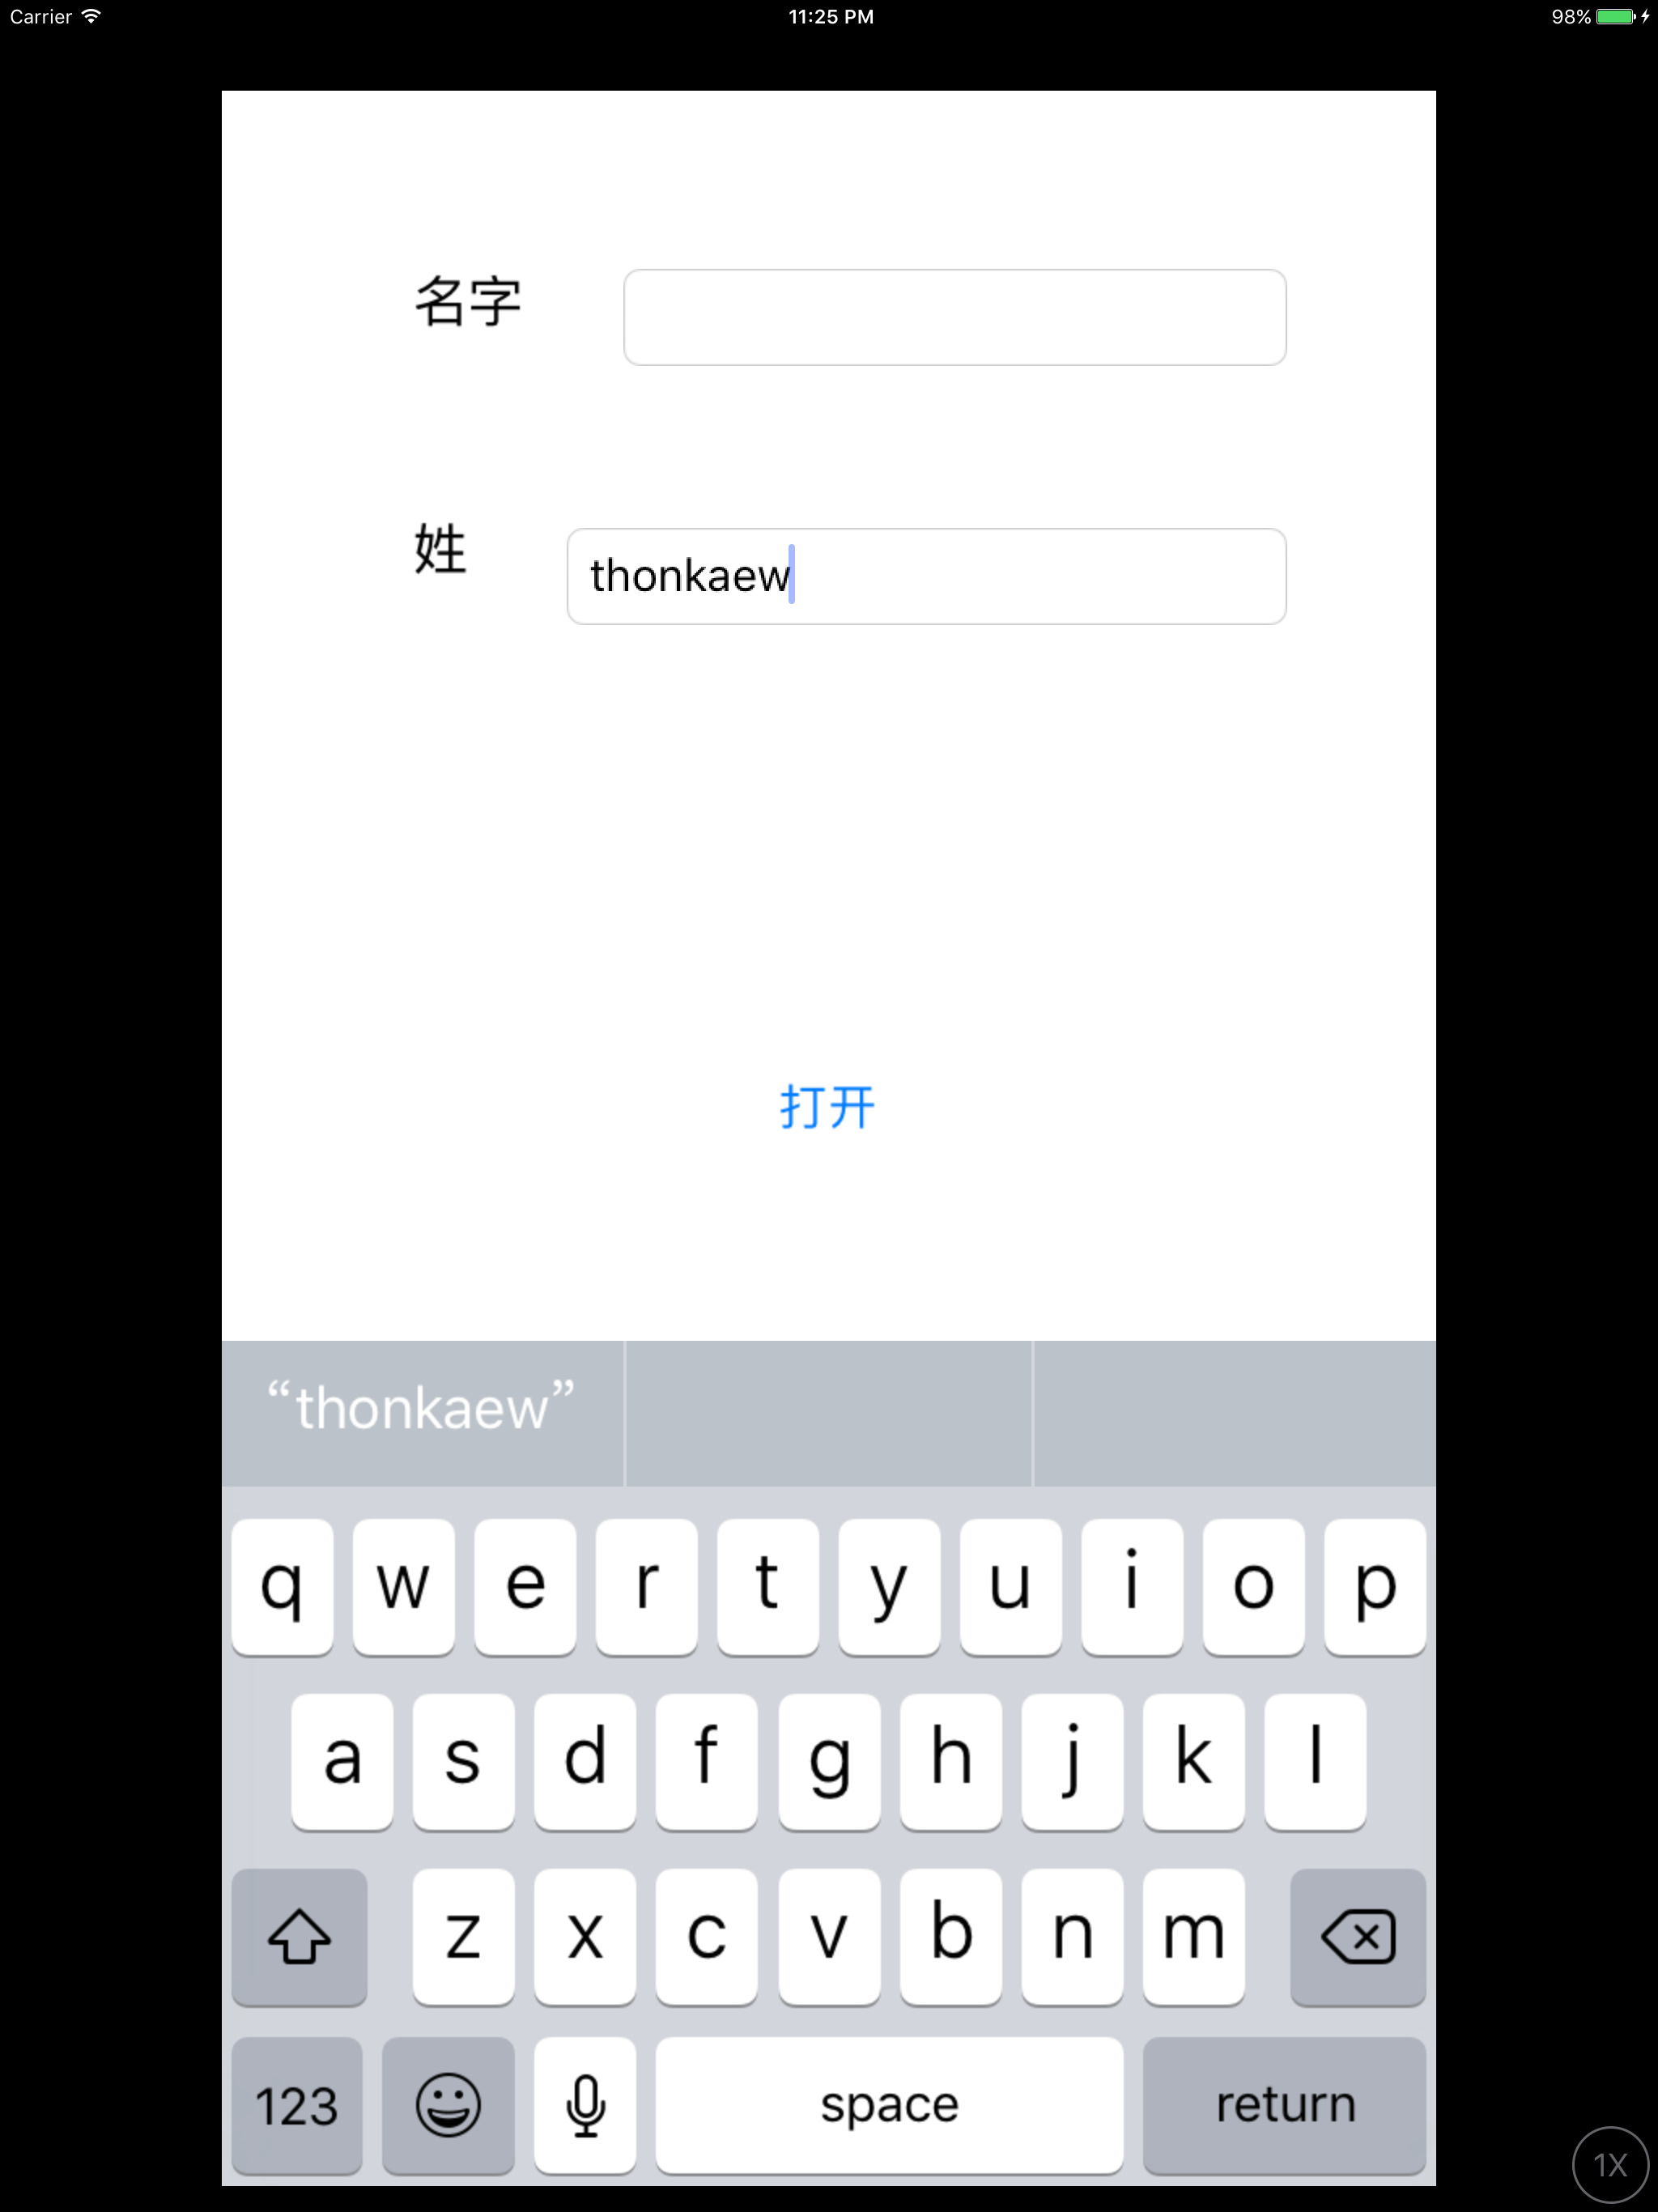 Carrier 11:25 PM 98%
名字
姓 thonkaew
打开
“thonkaew”
q w e r t y u i o p
a s d f g h j k l
z x c v b n m
123 space return
1X